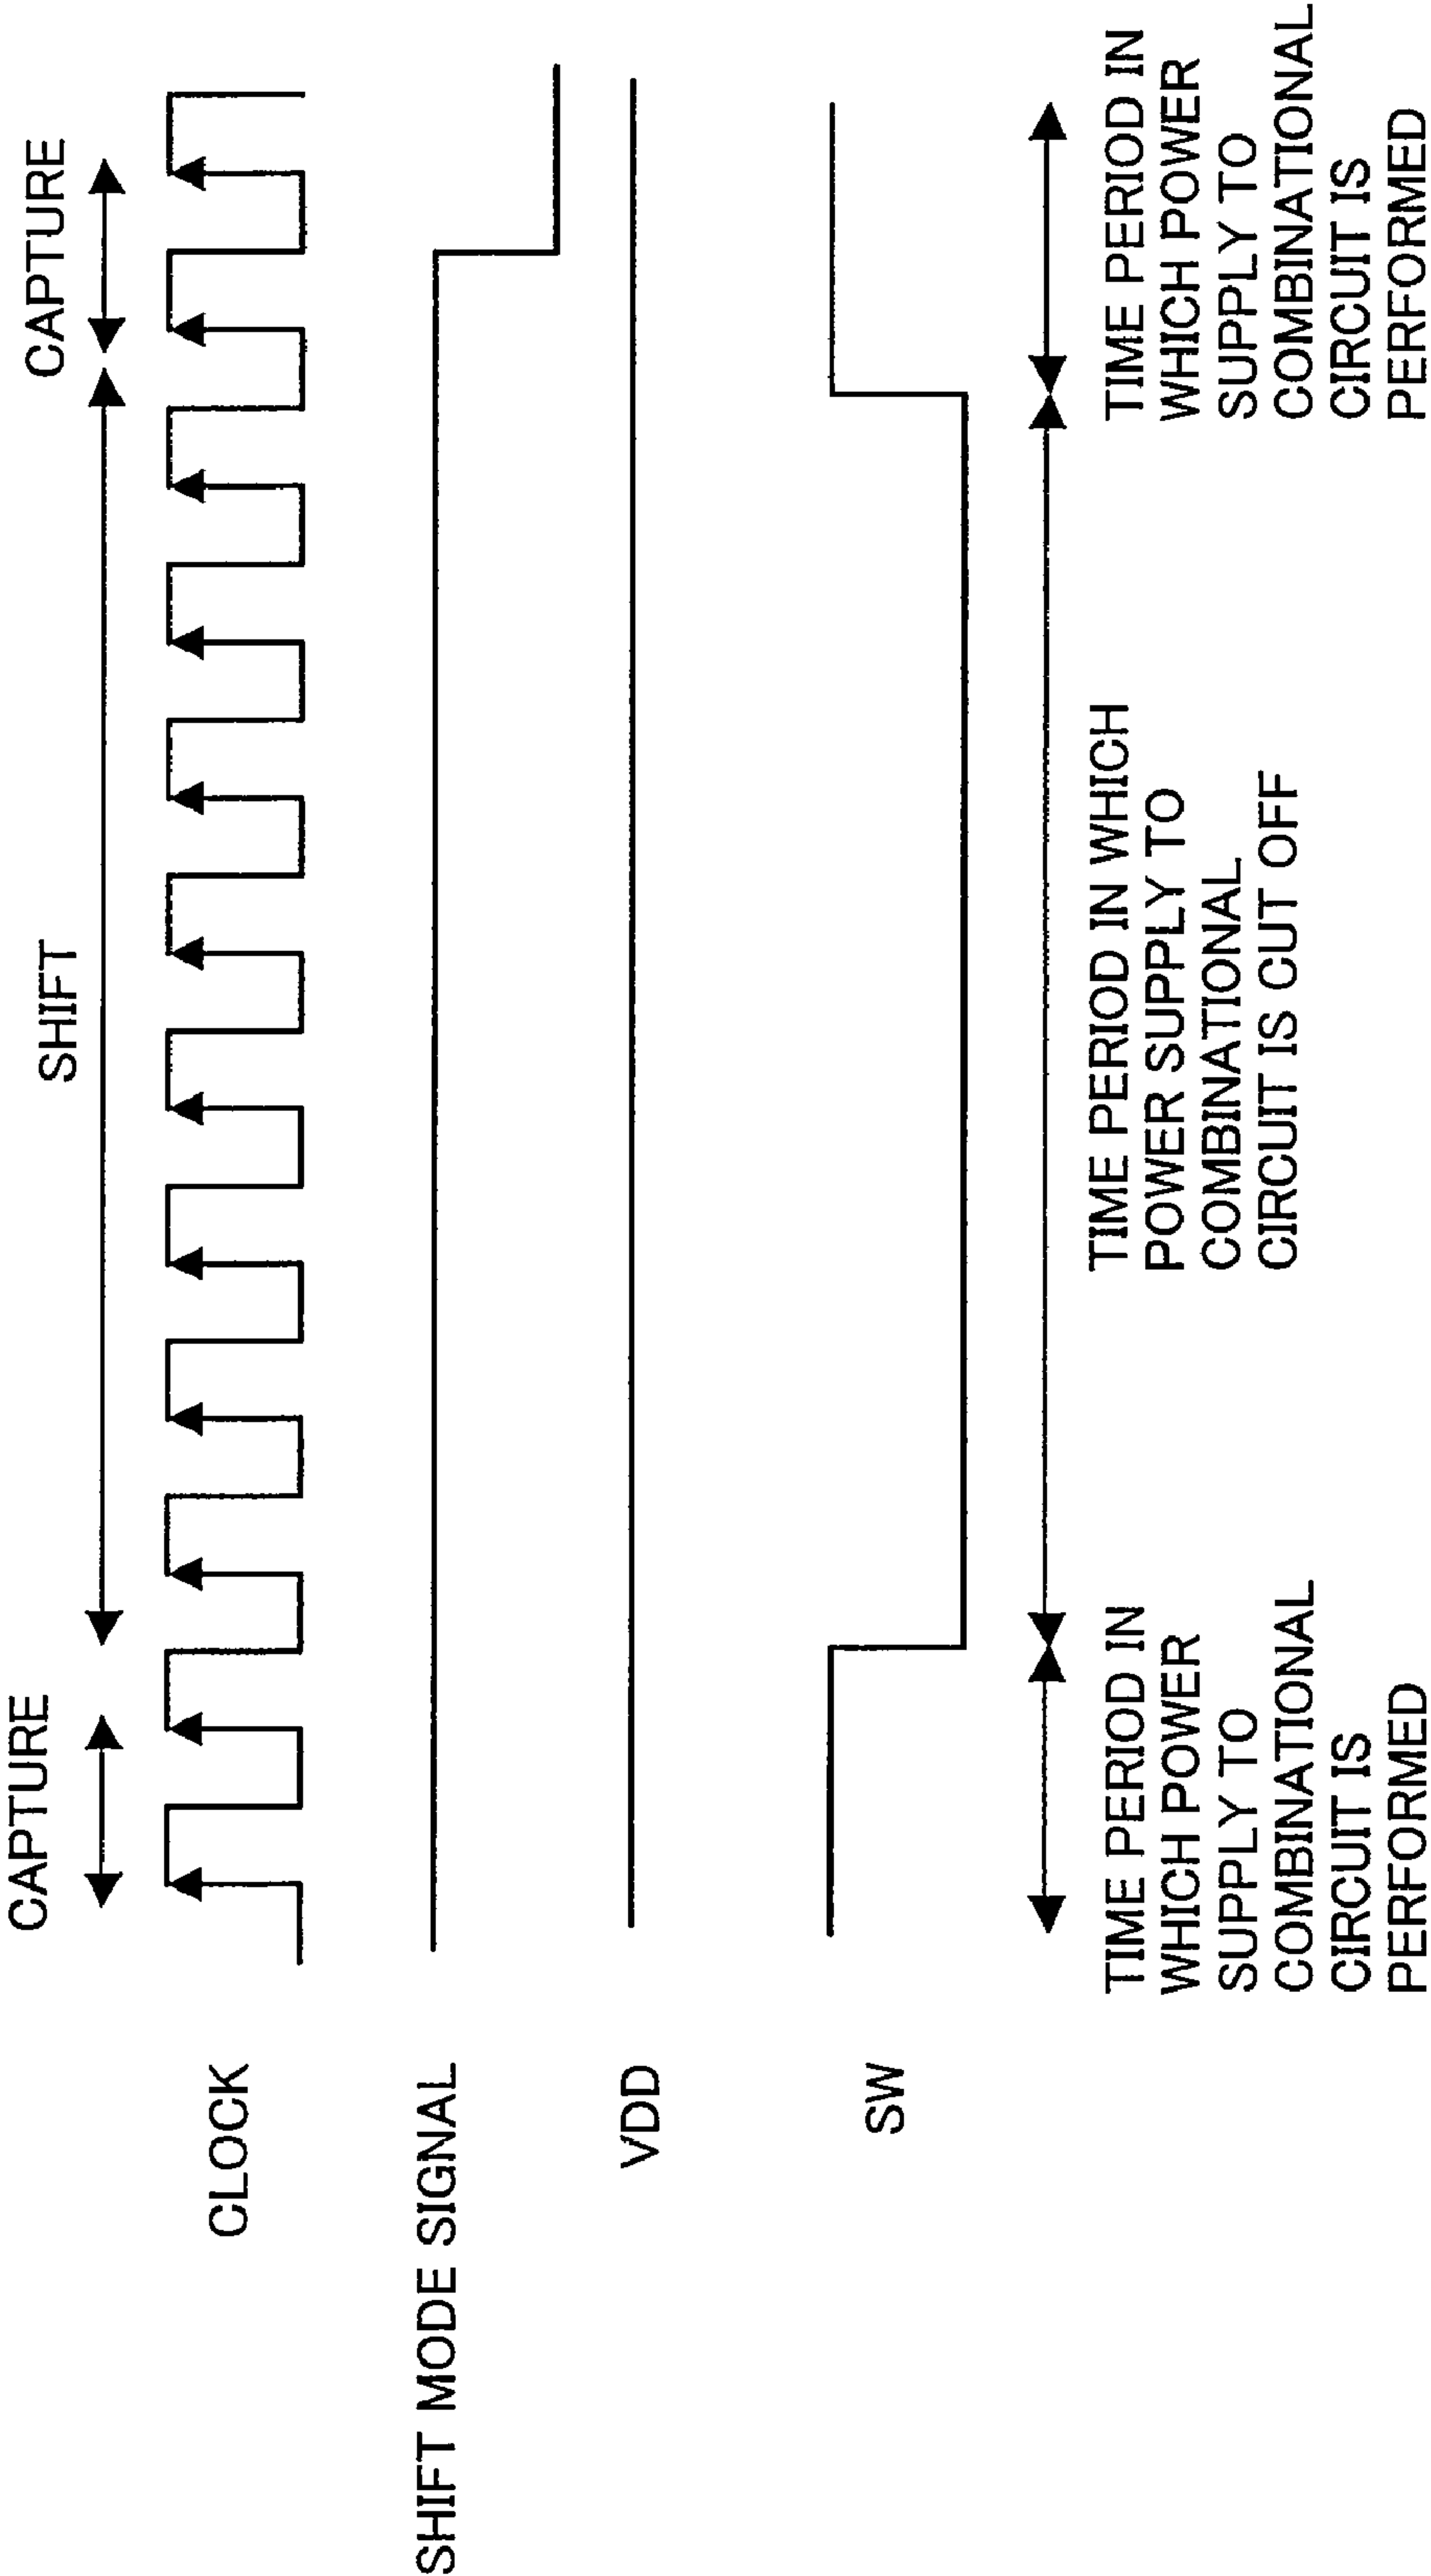 CAPTURE
SHIFT
CAPTURE
CLOCK
SHIFT MODE SIGNAL
VDD
SW
TIME PERIOD IN
WHICH POWER
SUPPLY TO
COMBINATIONAL
CIRCUIT IS
PERFORMED
TIME PERIOD IN WHICH
POWER SUPPLY TO
COMBINATIONAL
CIRCUIT IS CUT OFF
TIME PERIOD IN
WHICH POWER
SUPPLY TO
COMBINATIONAL
CIRCUIT IS
PERFORMED